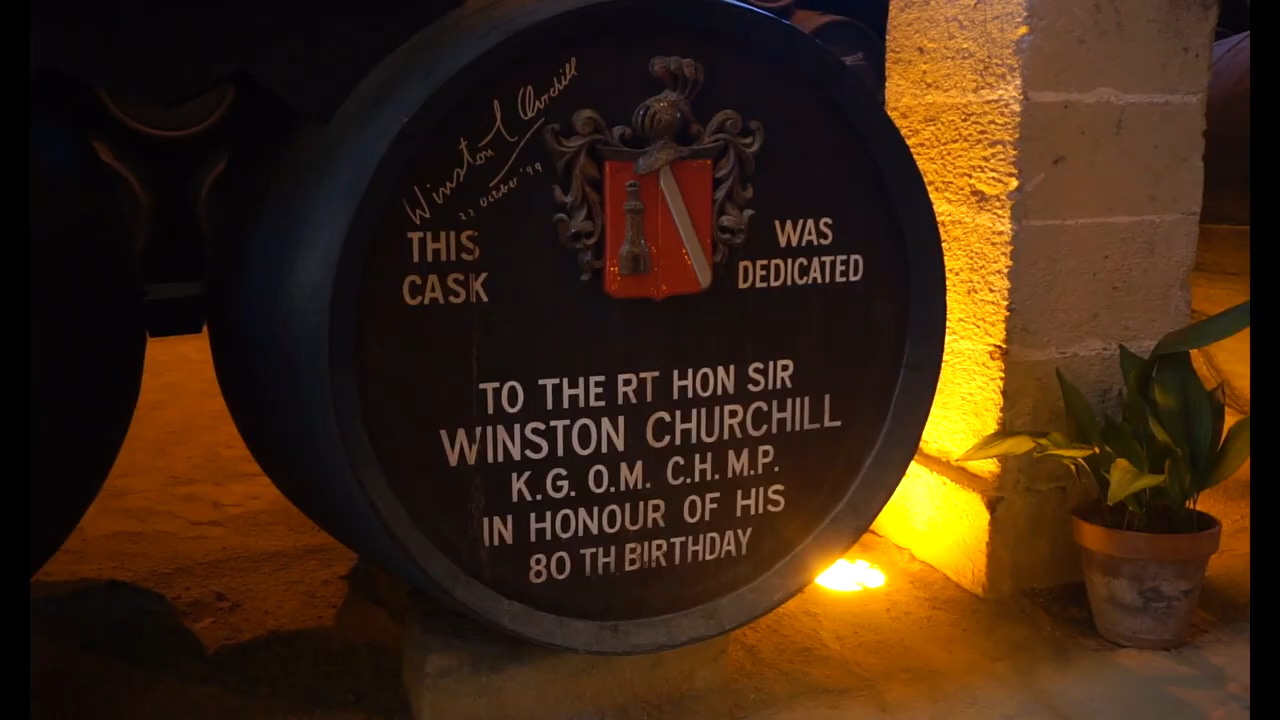 Winston S Churchill
22 October '99
THIS WAS
CASK DEDICATED
TO THE RT HON SIR
WINSTON CHURCHILL
K.G. O.M. C.H. M.P.
IN HONOUR OF HIS
80 TH BIRTHDAY